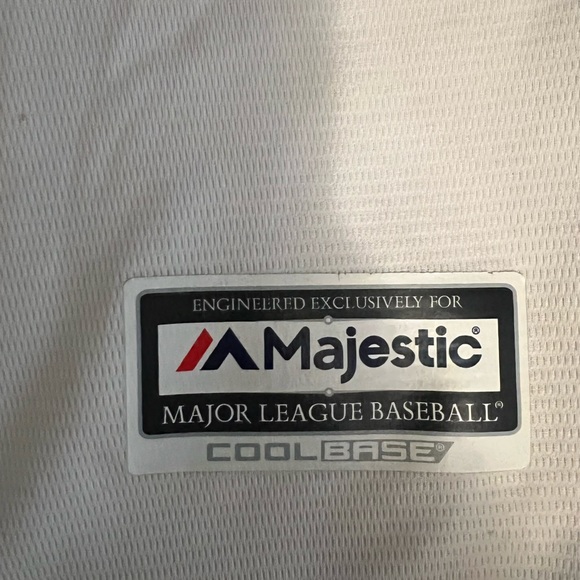 ENGINEERED EXCLUSIVELY FOR
Majestic®
MAJOR LEAGUE BASEBALL®
COOLBASE®